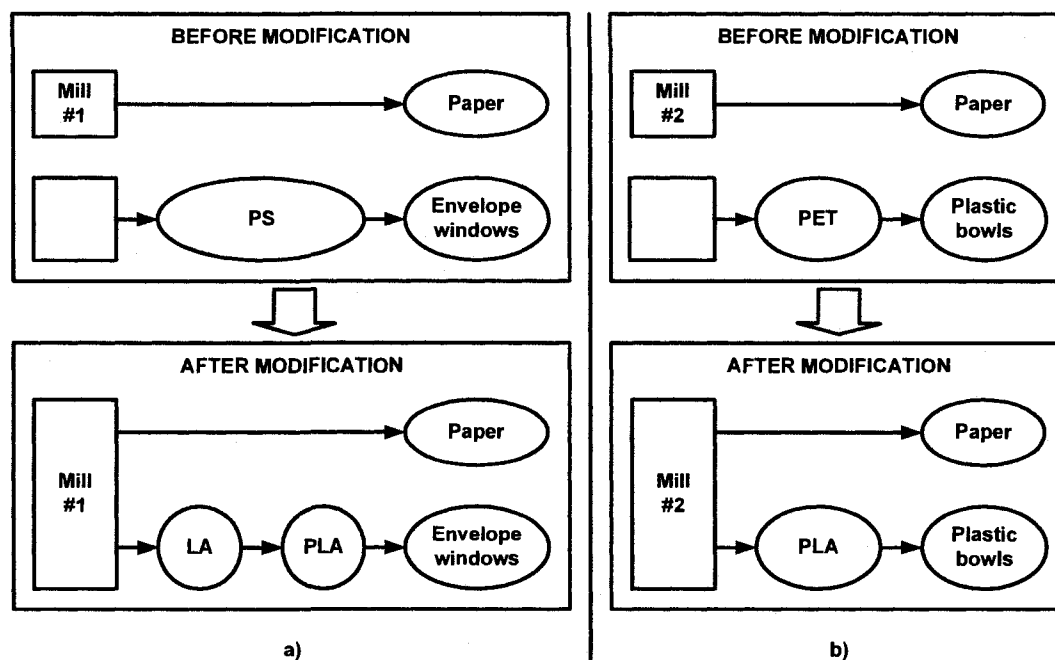 BEFORE MODIFICATION
Mill
#1
Paper
PS
Envelope
windows
AFTER MODIFICATION
Mill
#1
Paper
LA
PLA
Envelope
windows
a)
BEFORE MODIFICATION
Mill
#2
Paper
PET
Plastic
bowls
AFTER MODIFICATION
Mill
#2
Paper
PLA
Plastic
bowls
b)